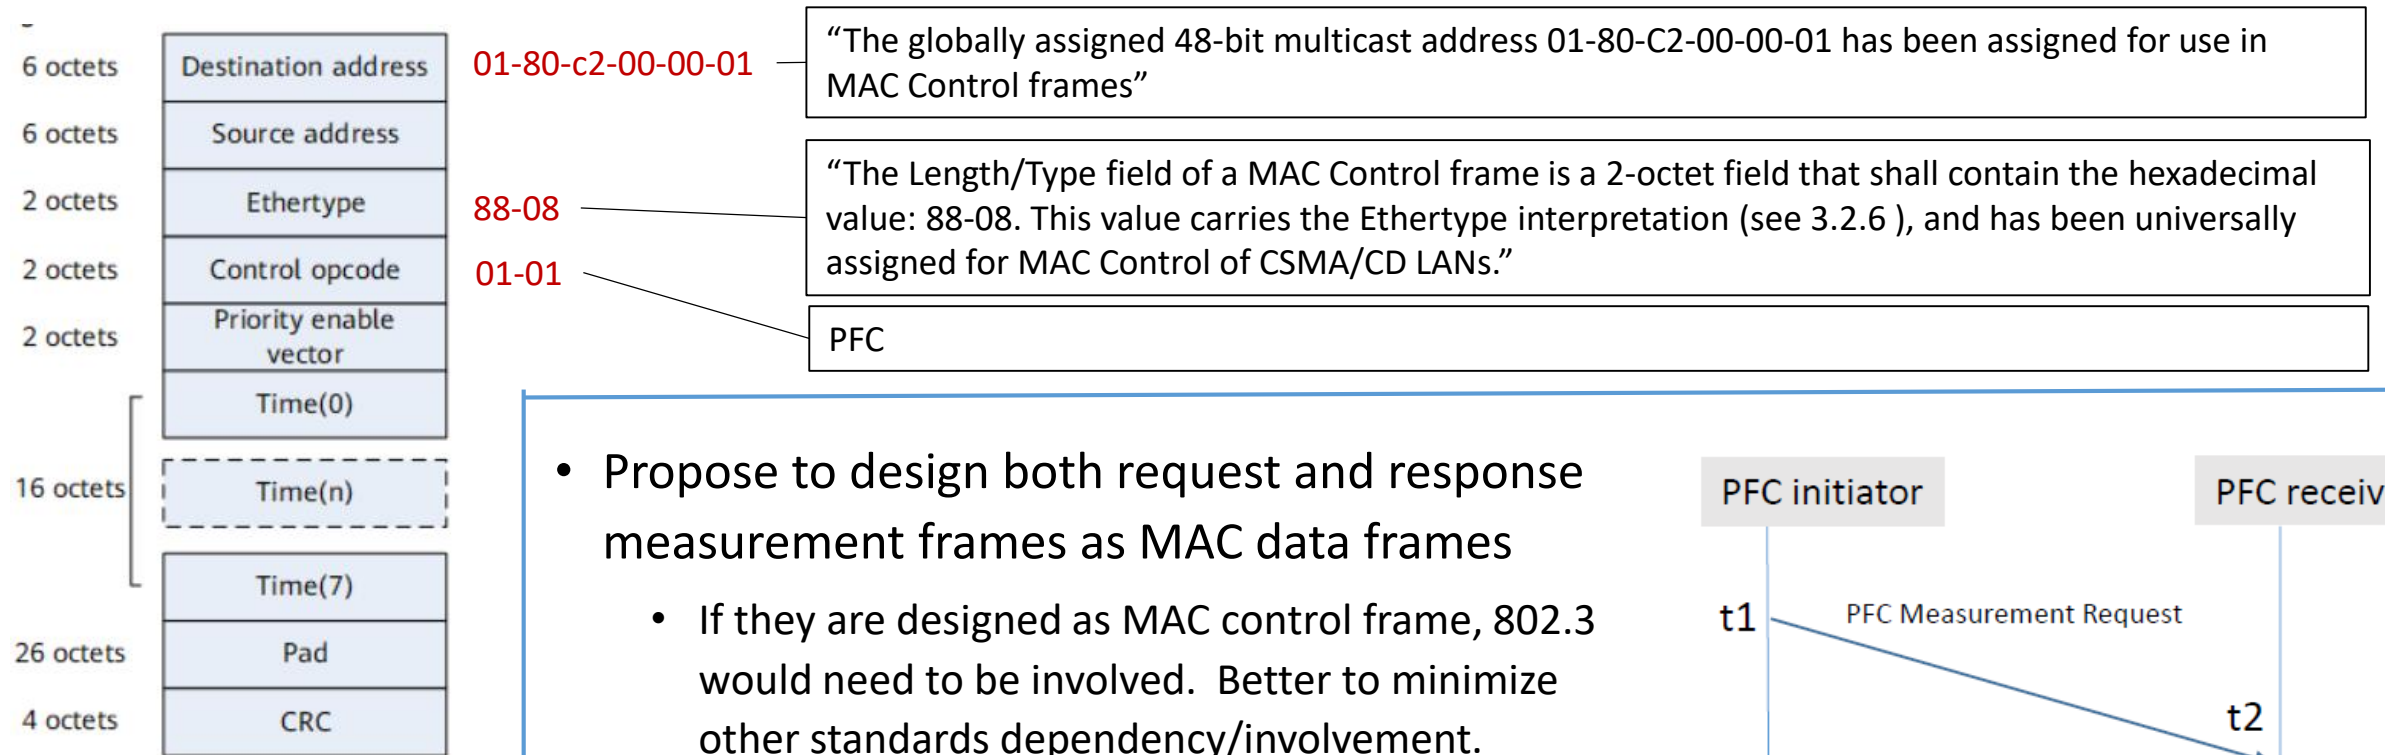 6 octets
Destination address
01-80-c2-00-00-01
“The globally assigned 48-bit multicast address 01-80-C2-00-00-01 has been assigned for use in
MAC Control frames”
6 octets
Source address
2 octets
Ethertype
88-08
“The Length/Type field of a MAC Control frame is a 2-octet field that shall contain the hexadecimal
value: 88-08. This value carries the Ethertype interpretation (see 3.2.6 ), and has been universally
assigned for MAC Control of CSMA/CD LANs.”
2 octets
Control opcode
01-01
PFC
2 octets
Priority enable
vector
Time(0)
16 octets
Time(n)
Time(7)
26 octets
Pad
4 octets
CRC
• Propose to design both request and response
measurement frames as MAC data frames
• If they are designed as MAC control frame, 802.3
would need to be involved. Better to minimize
other standards dependency/involvement.
PFC initiator
PFC receiv
t1
PFC Measurement Request
t2